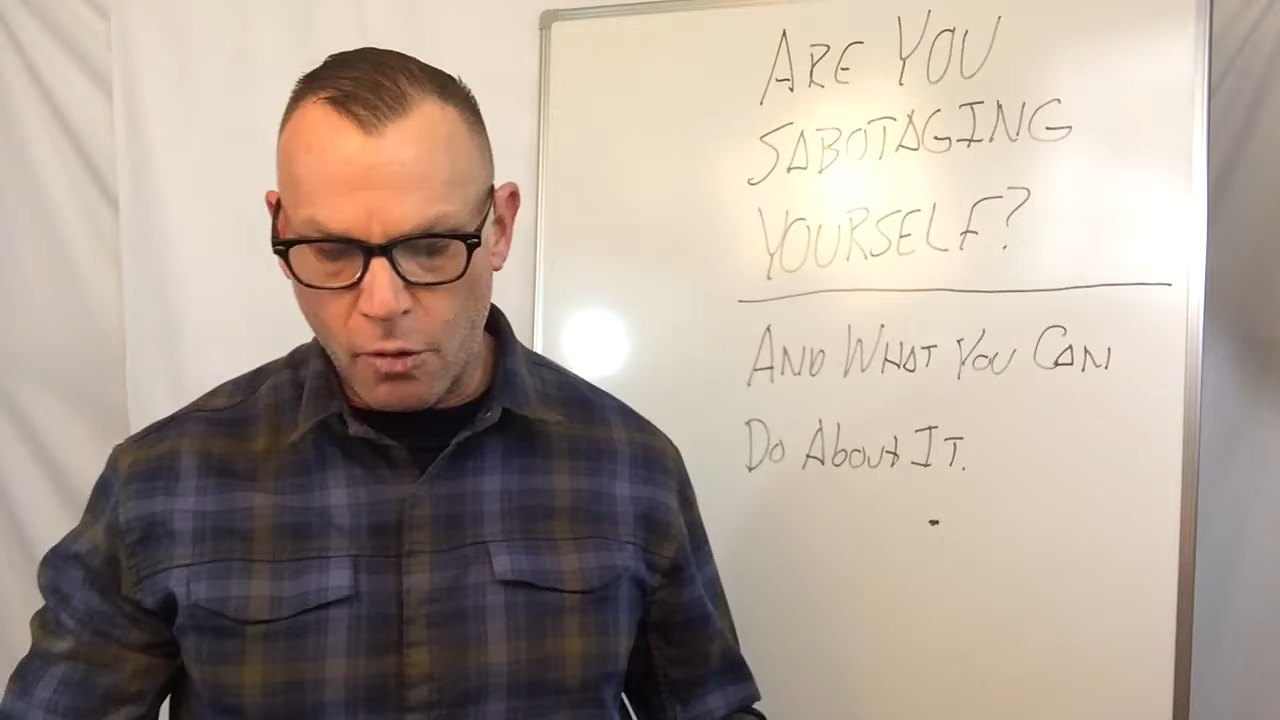 ARE YOU
SABOTAGING
YOURSELF?
AND WHAT YOU CAN
DO ABOUT IT.